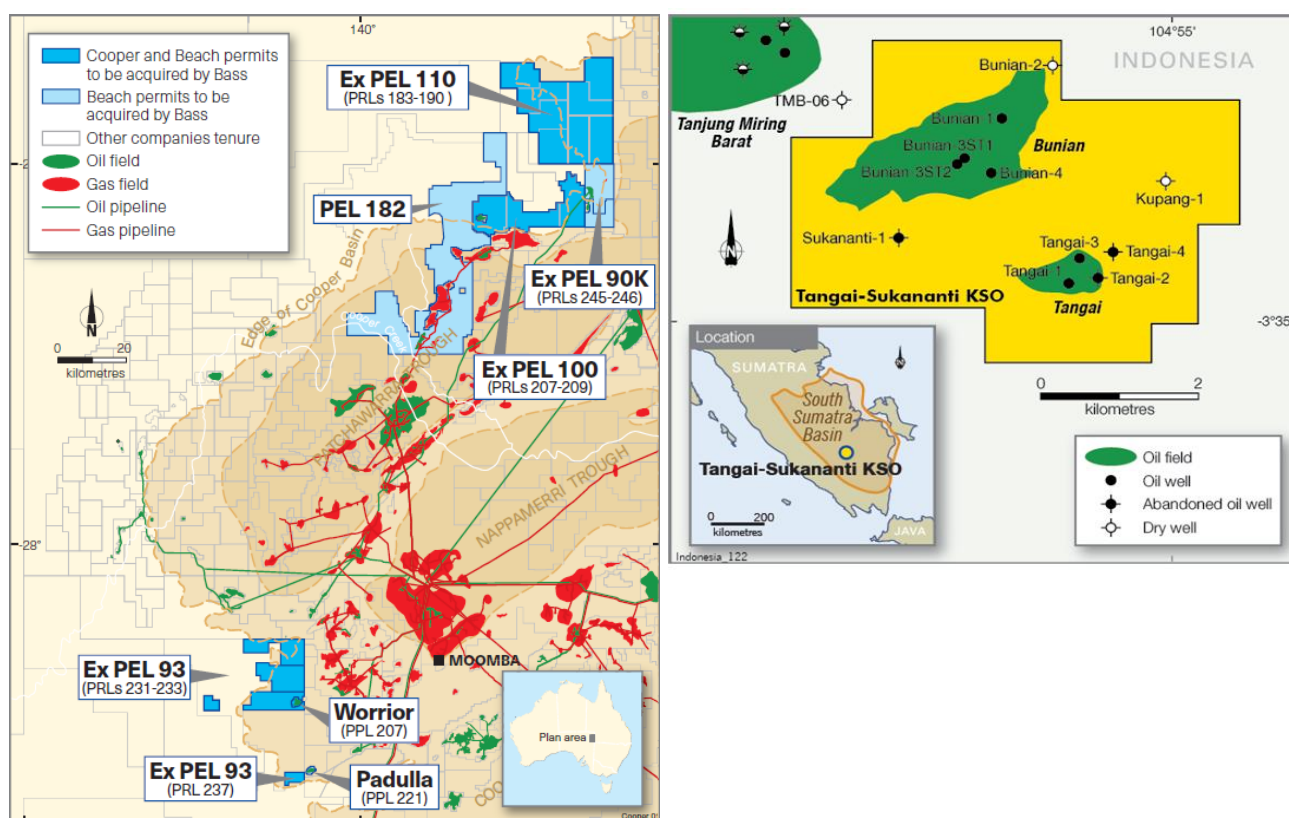 140°
Cooper and Beach permits
to be acquired by Bass
Beach permits to be
acquired by Bass
Other companies tenure
Oil field
Gas field
Oil pipeline
Gas pipeline
Ex PEL 110
(PRLs 183-190 )
PEL 182
Ex PEL 90K
(PRLs 245-246)
Ex PEL 100
(PRLs 207-209)
Edge of Cooper Basin
Cooper Creek
N
0 20
kilometres
PATCHAWARRA TROUGH
NAPPAMERRI TROUGH
28°
MOOMBA
Ex PEL 93
(PRLs 231-233)
Worrior
(PPL 207)
Ex PEL 93
(PRL 237)
Padulla
(PPL 221)
Plan area
104°55'
INDONESIA
Bunian-2
TMB-06
Tanjung Miring
Barat
Bunian-1
Bunian
Bunian-3ST1
Bunian-3ST2
Bunian-4
Kupang-1
N
Sukananti-1
Tangai-3
Tangai-4
Tangai-1
Tangai-2
Tangai-Sukananti KSO
Tangai
-3°35'
Location
SUMATRA
South
Sumatra
Basin
Tangai-Sukananti KSO
0 200
kilometres
JAVA
Indonesia_122
0 2
kilometres
Oil field
Oil well
Abandoned oil well
Dry well